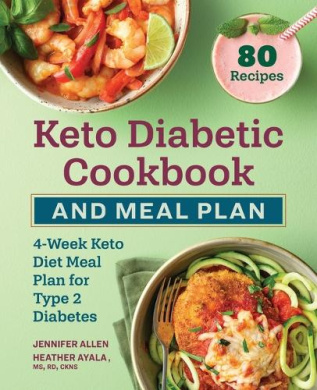 80
Recipes
Keto Diabetic
Cookbook
AND MEAL PLAN
4-Week Keto
Diet Meal
Plan for
Type 2
Diabetes
JENNIFER ALLEN
HEATHER AYALA,
MS, RD, CKNS